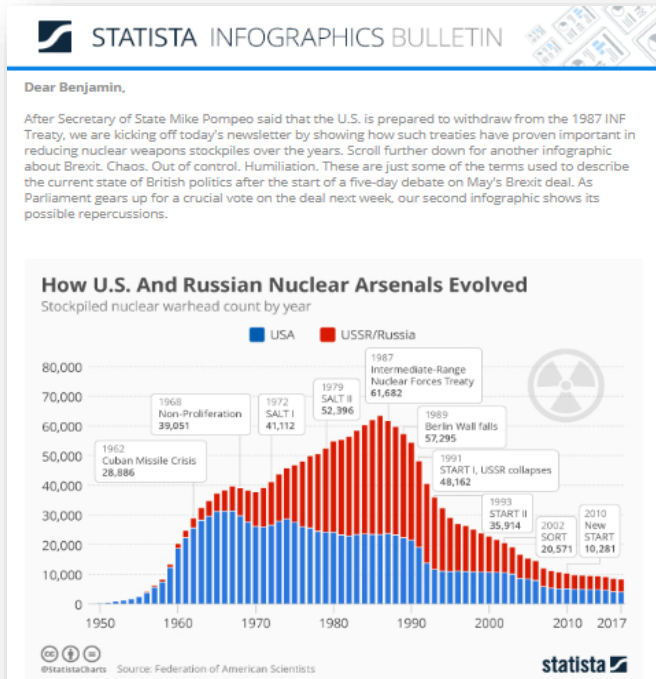 STATISTA INFOGRAPHICS BULLETIN
Dear Benjamin,
After Secretary of State Mike Pompeo said that the U.S. is prepared to withdraw from the 1987 INF
Treaty, we are kicking off today's newsletter by showing how such treaties have proven important in
reducing nuclear weapons stockpiles over the years. Scroll further down for another infographic
about Brexit. Chaos. Out of control. Humiliation. These are just some of the terms used to describe
the current state of British politics after the start of a five-day debate on May's Brexit deal. As
Parliament gears up for a crucial vote on the deal next week, our second infographic shows its
possible repercussions.
How U.S. And Russian Nuclear Arsenals Evolved
Stockpiled nuclear warhead count by year
USA USSR/Russia
80,000
70,000
60,000
50,000
40,000
30,000
20,000
10,000
0
1962
Cuban Missile Crisis
28,886
1968
Non-Proliferation
39,051
1972
SALT I
41,112
1979
SALT II
52,396
1987
Intermediate-Range
Nuclear Forces Treaty
61,682
1989
Berlin Wall falls
57,295
1991
START I, USSR collapses
48,162
1993
START II
35,914
2002
SORT
20,571
2010
New
START
10,281
1950 1960 1970 1980 1990 2000 2010 2017
@StatistaCharts Source: Federation of American Scientists
statista